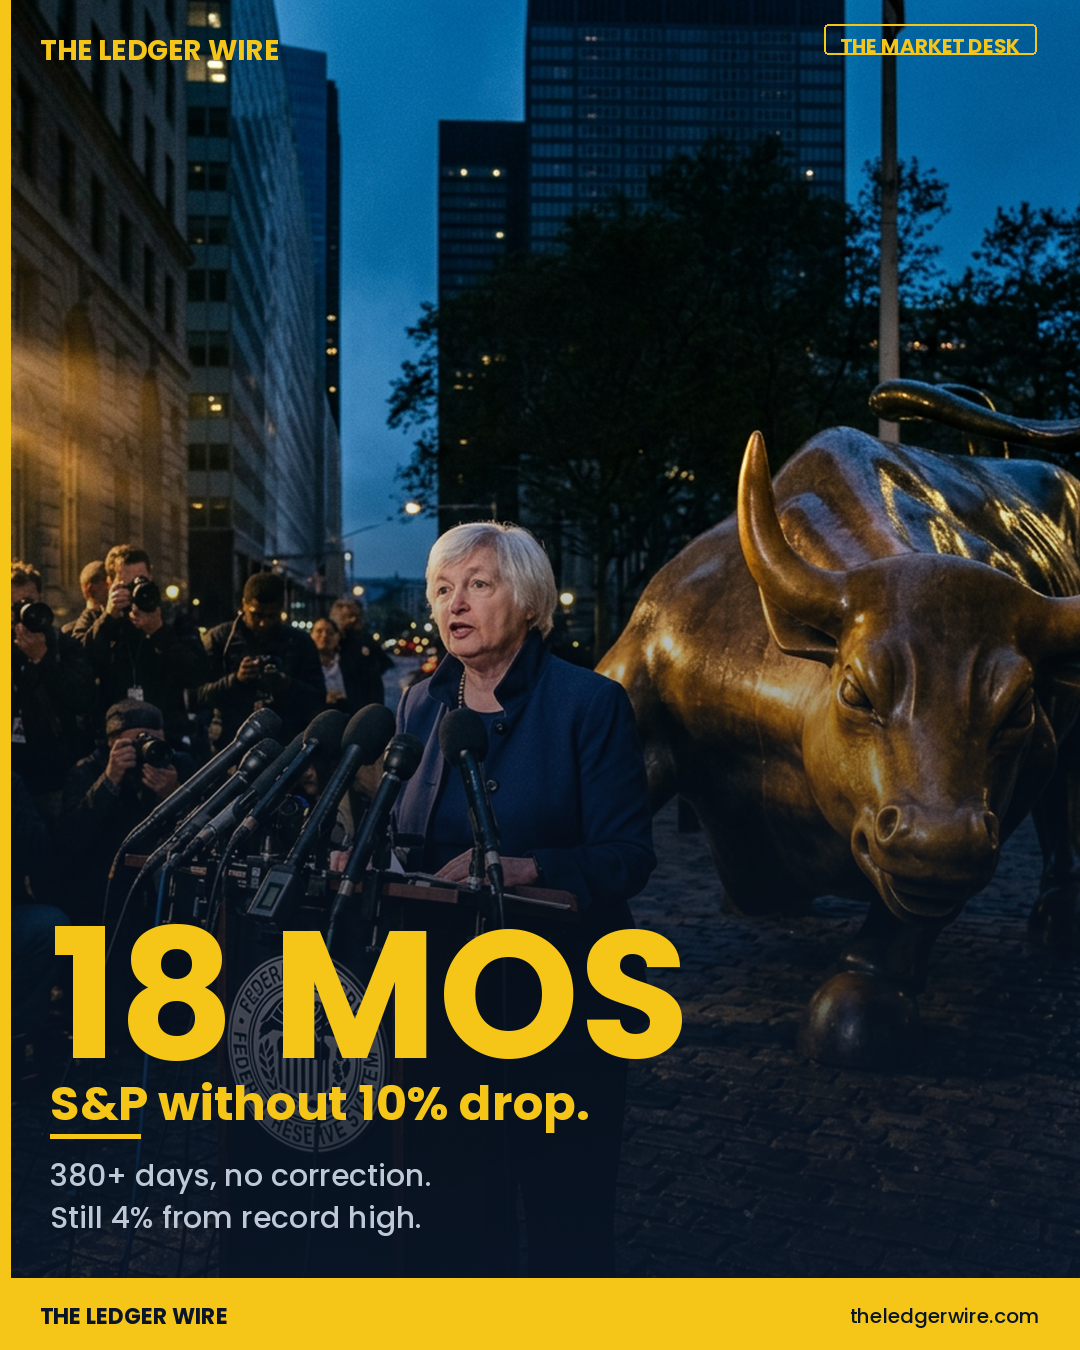 THE LEDGER WIRE
THE MARKET DESK
18 MOS
S&P without 10% drop.
380+ days, no correction.
Still 4% from record high.
THE LEDGER WIRE
theledgerwire.com